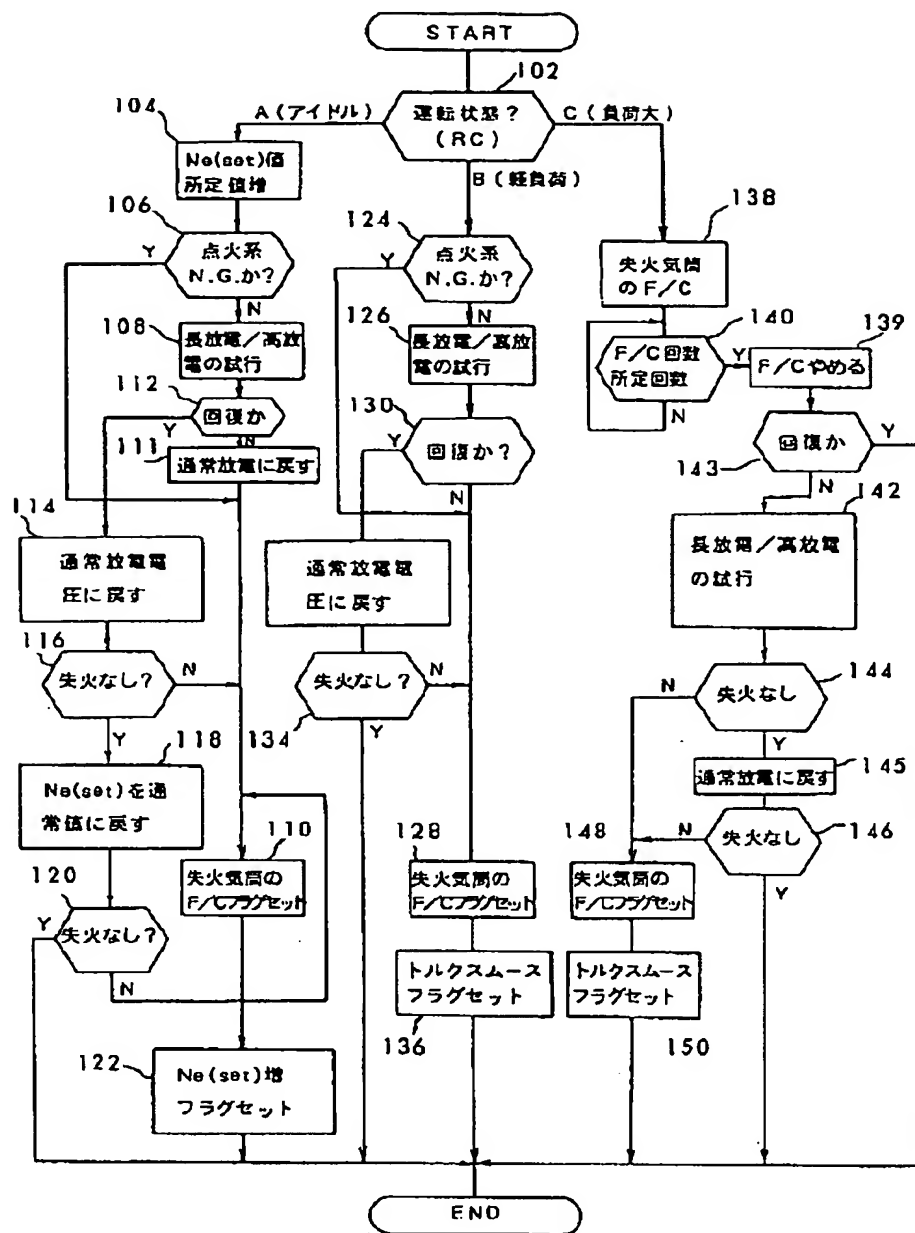 START
102
運転状態?
(RC)
A(アイドル)
B(軽負荷)
C(負荷大)
104
Ne(set)値
所定値増
106
点火系
N.G.か?
Y
N
108
長放電/高放
電の試行
112
回復か
Y
N
111
通常放電に戻す
114
通常放電電
圧に戻す
116
失火なし?
N
Y
118
Ne(set)を通
常値に戻す
120
失火なし?
Y
N
110
失火気筒の
F/Cフラグセット
122
Ne(set)増
フラグセット
124
点火系
N.G.か?
Y
N
126
長放電/高放
電の試行
130
回復か?
Y
N
通常放電電
圧に戻す
失火なし?
N
134
Y
128
失火気筒の
F/Cフラグセット
トルクスムース
フラグセット
136
138
失火気筒
のF/C
140
F/C回数
所定回数
Y
N
139
F/Cやめる
回復か
Y
143
N
142
長放電/高放電
の試行
失火なし
144
N
Y
145
通常放電に戻す
失火なし
146
N
Y
148
失火気筒の
F/Cフラグセット
トルクスムース
フラグセット
150
END